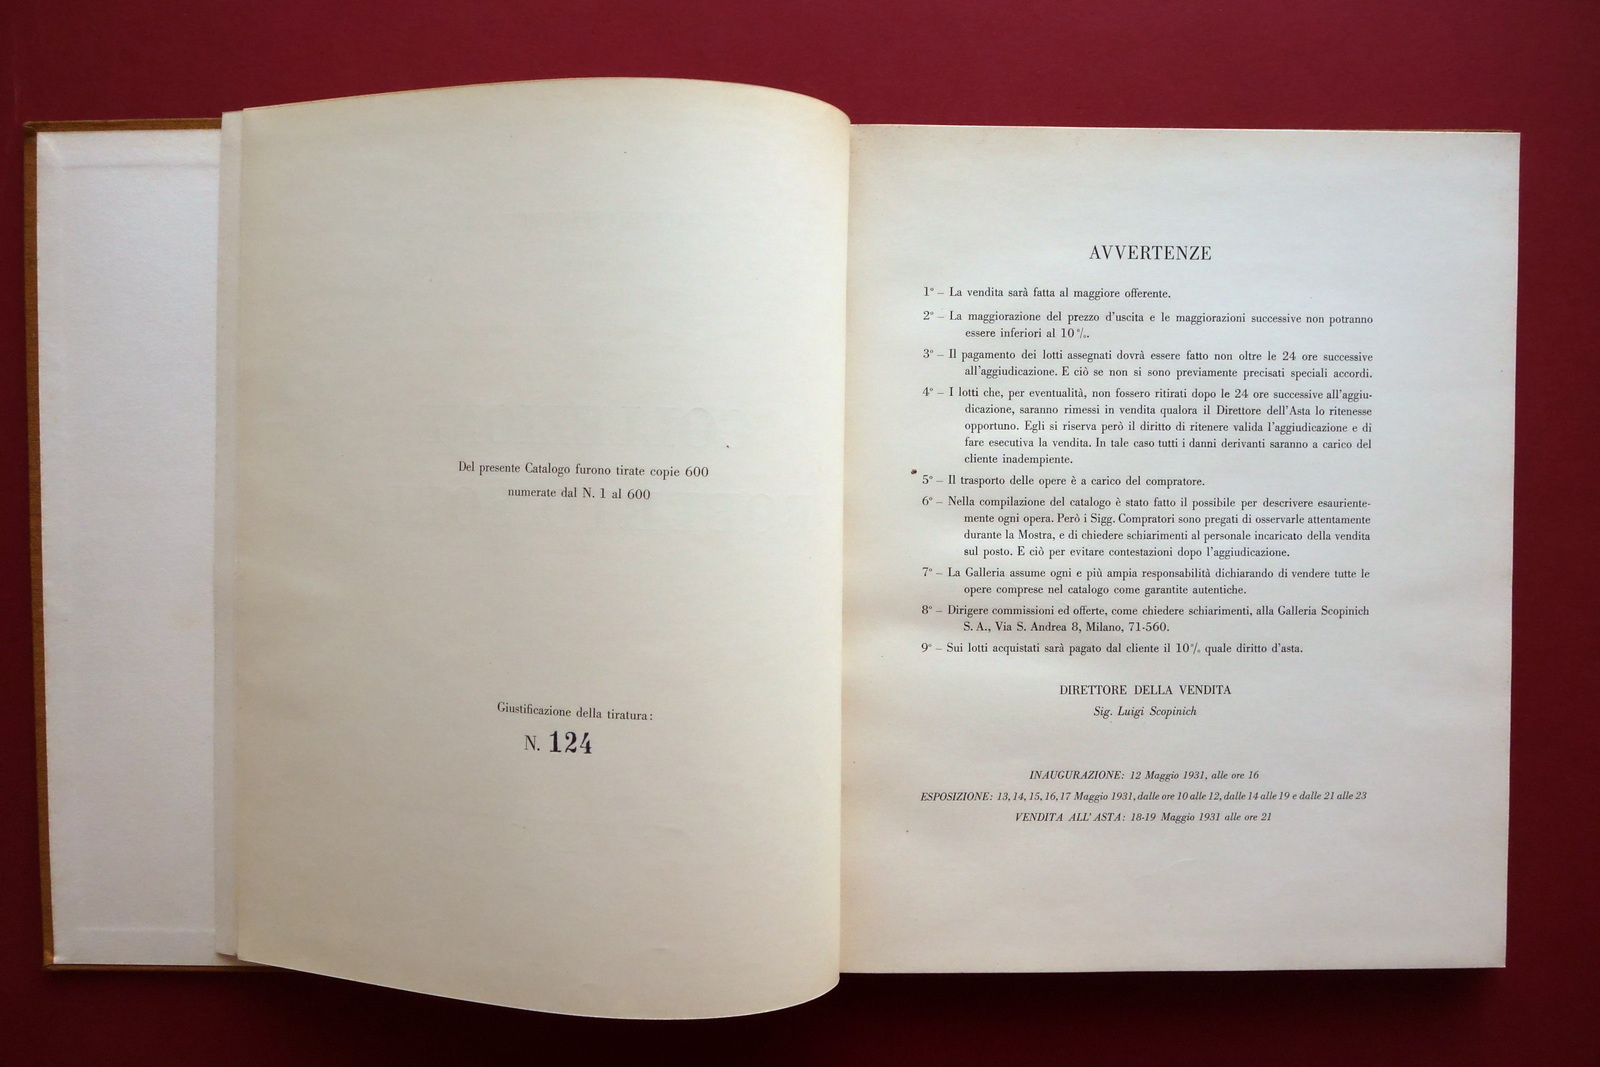 Del presente Catalogo furono tirate copie 600
numerate dal N. 1 al 600
Giustificazione della tiratura:
N. 124
AVVERTENZE
1° – La vendita sarà fatta al maggiore offerente.
2° – La maggiorazione del prezzo d'uscita e le maggiorazioni successive non potranno
essere inferiori al 10 %.
3° – Il pagamento dei lotti assegnati dovrà essere fatto non oltre le 24 ore successive
all'aggiudicazione. E ciò se non si sono previamente precisati speciali accordi.
4° – I lotti che, per eventualità, non fossero ritirati dopo le 24 ore successive all'aggiu-
dicazione, saranno rimessi in vendita qualora il Direttore dell'Asta lo ritenesse
opportuno. Egli si riserva però il diritto di ritenere valida l'aggiudicazione e di
fare esecutiva la vendita. In tale caso tutti i danni derivanti saranno a carico del
cliente inadempiente.
5° – Il trasporto delle opere è a carico del compratore.
6° – Nella compilazione del catalogo è stato fatto il possibile per descrivere esauriente-
mente ogni opera. Però i Sigg. Compratori sono pregati di osservarle attentamente
durante la Mostra, e di chiedere schiarimenti al personale incaricato della vendita
sul posto. E ciò per evitare contestazioni dopo l'aggiudicazione.
7° – La Galleria assume ogni e più ampia responsabilità dichiarando di vendere tutte le
opere comprese nel catalogo come garantite autentiche.
8° – Dirigere commissioni ed offerte, come chiedere schiarimenti, alla Galleria Scopinich
S. A., Via S. Andrea 8, Milano, 71-560.
9° – Sui lotti acquistati sarà pagato dal cliente il 10 % quale diritto d'asta.
DIRETTORE DELLA VENDITA
Sig. Luigi Scopinich
INAUGURAZIONE: 12 Maggio 1931, alle ore 16
ESPOSIZIONE: 13, 14, 15, 16, 17 Maggio 1931, dalle ore 10 alle 12, dalle 14 alle 19 e dalle 21 alle 23
VENDITA ALL'ASTA: 18-19 Maggio 1931 alle ore 21